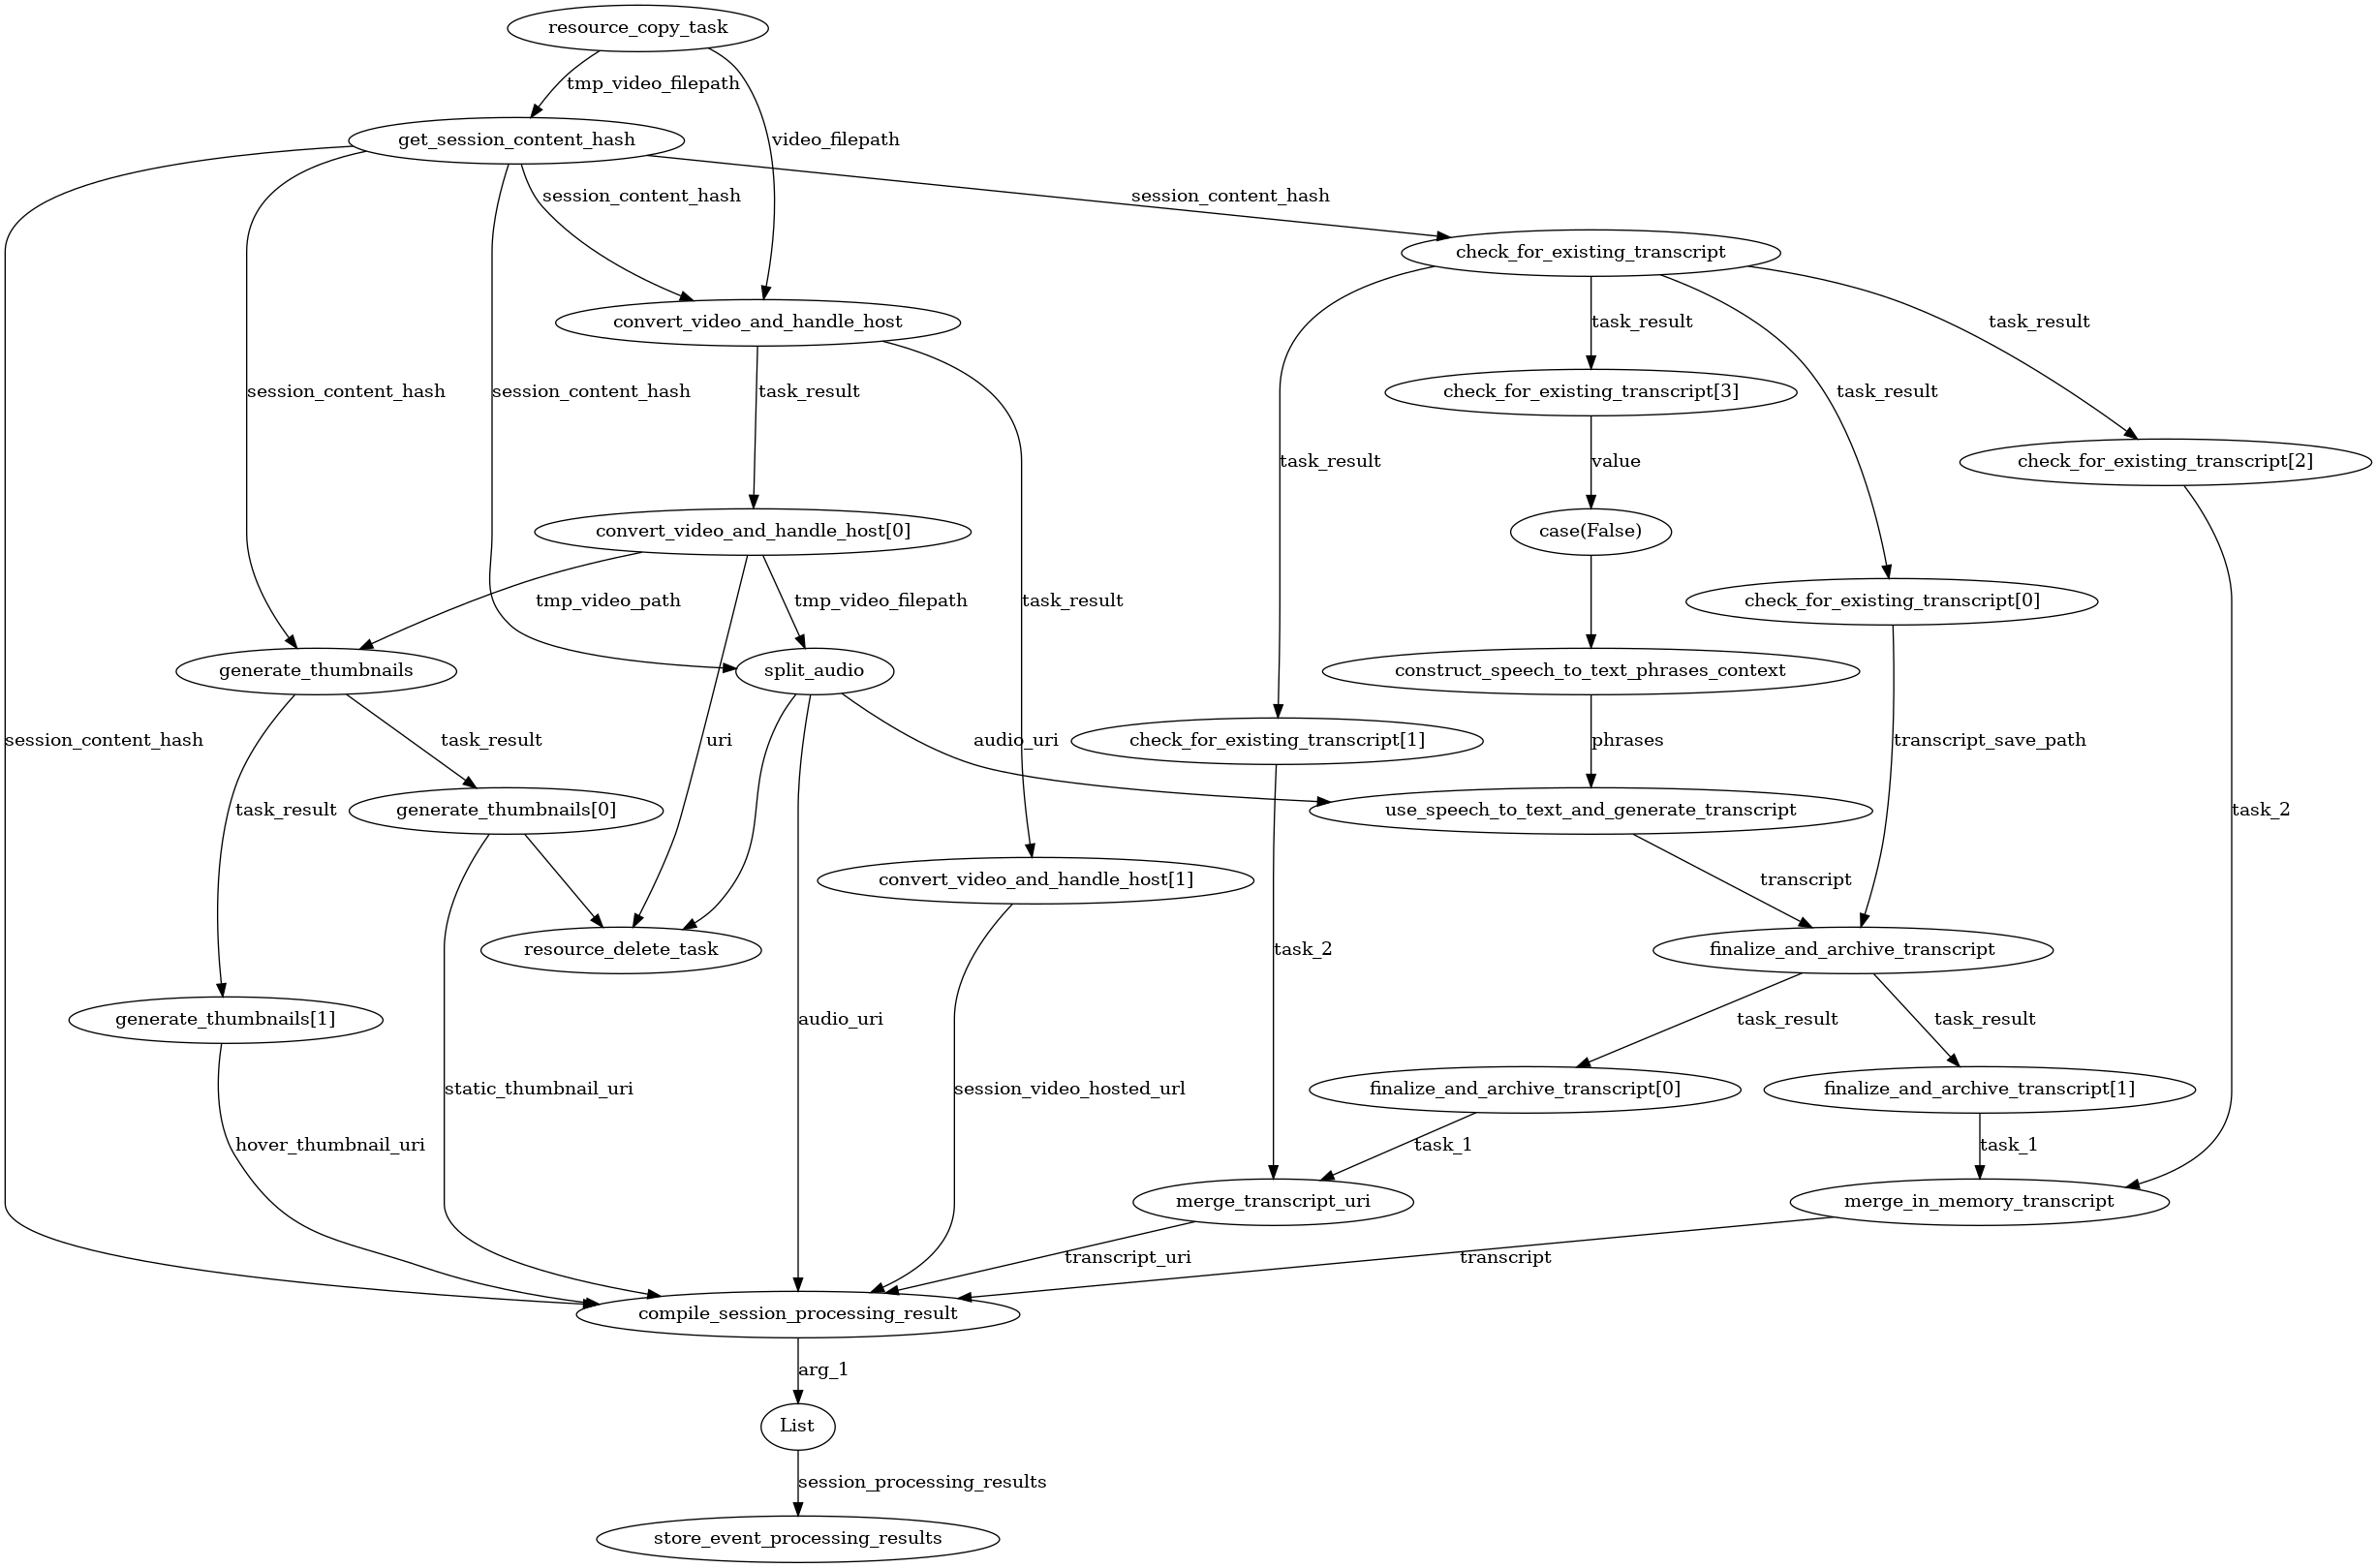 resource_copy_task
tmp_video_filepath
get_session_content_hash
video_filepath
session_content_hash
session_content_hash
check_for_existing_transcript
convert_video_and_handle_host
task_result
task_result
session_content_hash
session_content_hash
task_result
check_for_existing_transcript[3]
task_result
task_result
value
check_for_existing_transcript[2]
convert_video_and_handle_host[0]
case(False)
tmp_video_path
tmp_video_filepath
task_result
check_for_existing_transcript[0]
generate_thumbnails
split_audio
construct_speech_to_text_phrases_context
session_content_hash
task_result
uri
audio_uri
check_for_existing_transcript[1]
phrases
transcript_save_path
task_result
generate_thumbnails[0]
use_speech_to_text_and_generate_transcript
task_2
convert_video_and_handle_host[1]
transcript
resource_delete_task
task_2
finalize_and_archive_transcript
generate_thumbnails[1]
audio_uri
task_result
task_result
static_thumbnail_uri
session_video_hosted_url
finalize_and_archive_transcript[0]
finalize_and_archive_transcript[1]
hover_thumbnail_uri
task_1
task_1
merge_transcript_uri
merge_in_memory_transcript
transcript_uri
transcript
compile_session_processing_result
arg_1
List
session_processing_results
store_event_processing_results